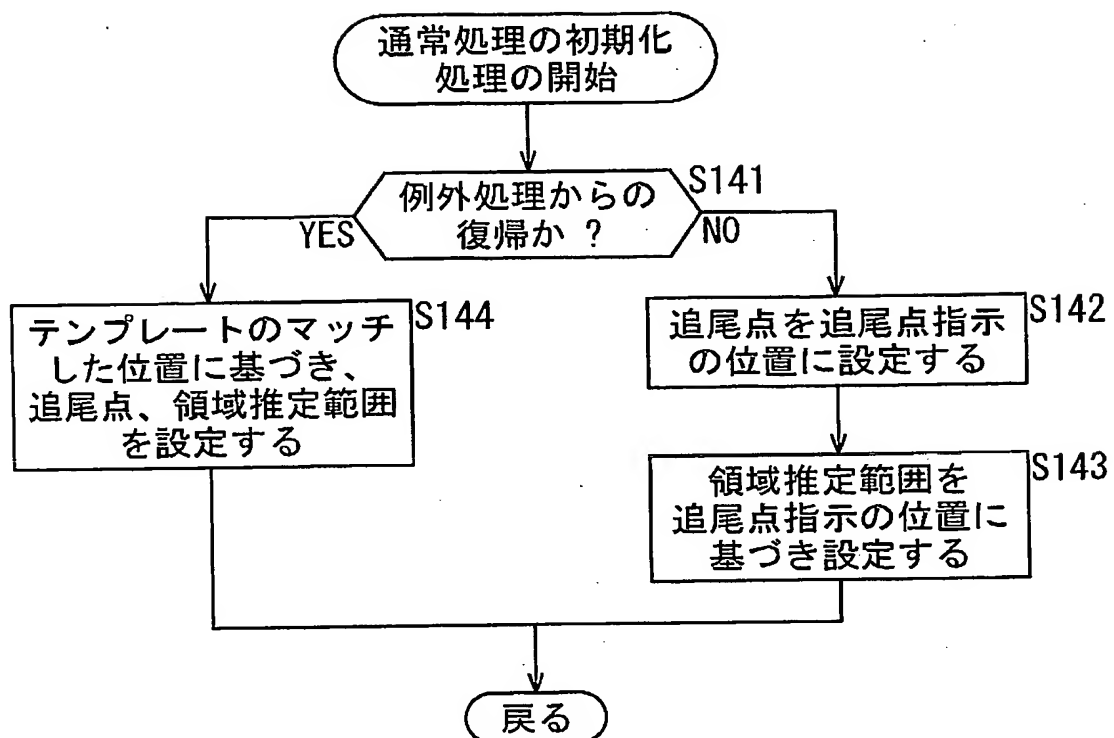 通常処理の初期化
処理の開始
例外処理からの
復帰か ?
S141
YES
NO
テンプレートのマッチ
した位置に基づき、
追尾点、領域推定範囲
を設定する
S144
追尾点を追尾点指示
の位置に設定する
S142
領域推定範囲を
追尾点指示の位置に
基づき設定する
S143
戻る